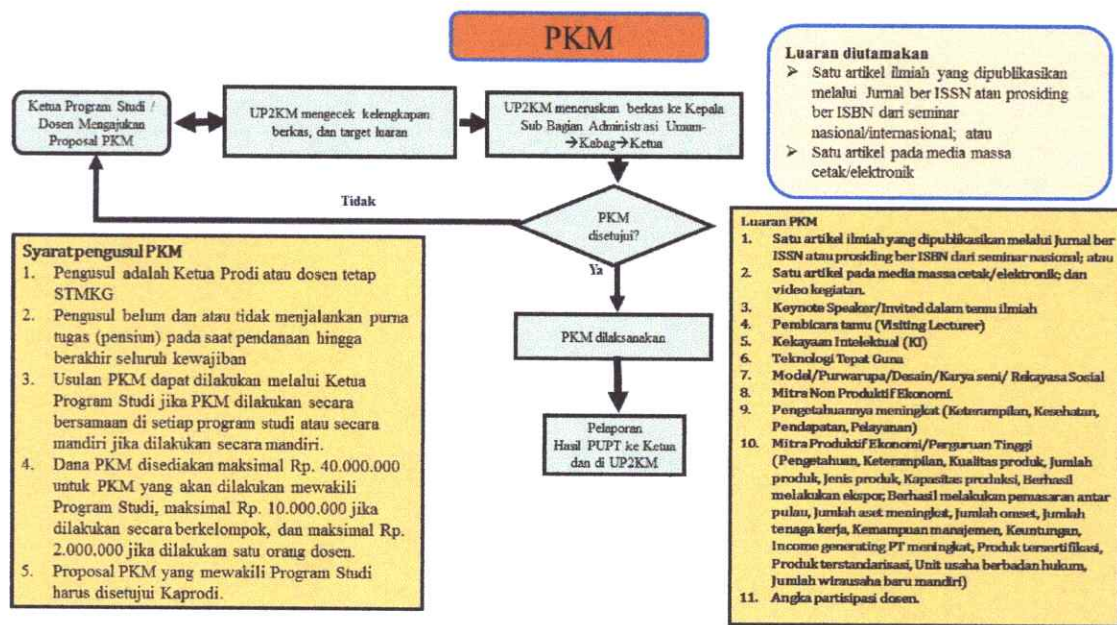 PKM
Ketua Program Studi /
Dosen Mengajukan
Proposal PKM
UP2KM mengecek kelengkapan
berkas, dan target luaran
UP2KM meneruskan berkas ke Kepala
Sub Bagian Administrasi Umum-
→Kabag→Ketua
Luaran diutamakan
➤ Satu artikel ilmiah yang dipublikasikan
melalui Jurnal ber ISSN atau prosiding
ber ISBN dari seminar
nasional/internasional; atau
➤ Satu artikel pada media massa
cetak/elektronik
Tidak
PKM
disetujui?
Ya
PKM dilaksanakan
Pelaporan
Hasil PUPT ke Ketua
dan di UP2KM
Syarat pengusul PKM
1. Pengusul adalah Ketua Prodi atau dosen tetap
STMKG
2. Pengusul belum dan atau tidak menjalankan purna
tugas (pensiun) pada saat pendanaan hingga
berakhir seluruh kewajiban
3. Usulan PKM dapat dilakukan melalui Ketua
Program Studi jika PKM dilakukan secara
bersamaan di setiap program studi atau secara
mandiri jika dilakukan secara mandiri.
4. Dana PKM disediakan maksimal Rp. 40.000.000
untuk PKM yang akan dilakukan mewakili
Program Studi, maksimal Rp. 10.000.000 jika
dilakukan secara berkelompok, dan maksimal Rp.
2.000.000 jika dilakukan satu orang dosen.
5. Proposal PKM yang mewakili Program Studi
harus disetujui Kaprodi.
Luaran PKM
1. Satu artikel ilmiah yang dipublikasikan melalui Jurnal ber
ISSN atau prosiding ber ISBN dari seminar nasional; atau
2. Satu artikel pada media massa cetak/elektronik; dan
video kegiatan.
3. Keynote Speaker/Invited dalam temu ilmiah
4. Pembicara tamu (Visiting Lecturer)
5. Kekayaan Intelektual (KI)
6. Teknologi Tepat Guna
7. Model/Purwarupa/Desain/Karya seni/ Rekayasa Sosial
8. Mitra Non Produktif Ekonomi.
9. Pengetahuannya meningkat (Keterampilan, Kesehatan,
Pendapatan, Pelayanan)
10. Mitra Produktif Ekonomi/Perguruan Tinggi
(Pengetahuan, Keterampilan, Kualitas produk, Jumlah
produk, Jenis produk, Kapasitas produksi, Berhasil
melakukan ekspor, Berhasil melakukan pemasaran antar
pulau, Jumlah aset meningkat, Jumlah omset, Jumlah
tenaga kerja, Kemampuan manajemen, Keuntungan,
Income generating PT meningkat, Produk tersertifikasi,
Produk terstandarisasi, Unit usaha berbadan hukum,
Jumlah wirausaha baru mandiri)
11. Angka partisipasi dosen.